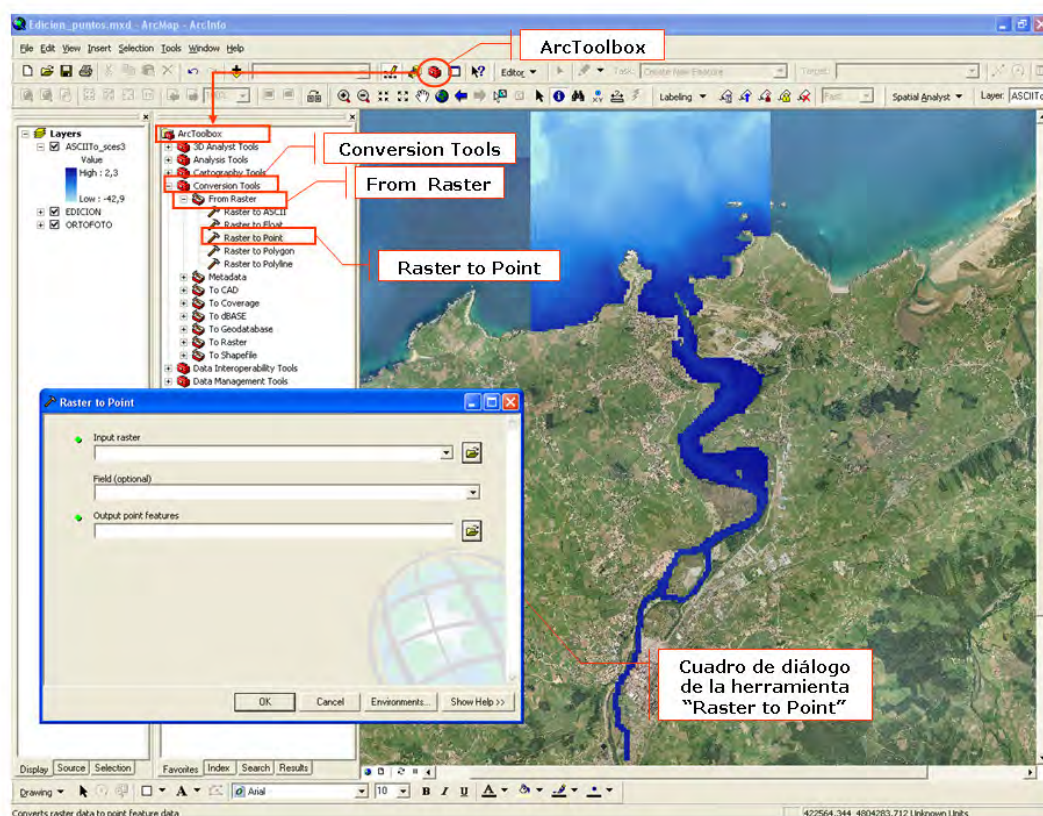 Edicien_puntos.mxd - ArcMap - ArcInfo
File Edit View Insert Selection Tools Window Help
ArcToolbox
Editor
Task: Create New Feature
Target:
100%
Labeling
Fast
Spatial Analyst
Layer: ASCIITo
Layers
ASCIITo_sces3
Value
High : 2,3
Low : -42,9
EDICION
ORTOFOTO
ArcToolbox
3D Analyst Tools
Analysis Tools
Cartography Tools
Conversion Tools
From Raster
Raster to ASCII
Raster to Float
Raster to Point
Raster to Polygon
Raster to Polyline
Metadata
To CAD
To Coverage
To dBASE
To Geodatabase
To Raster
To Shapefile
Data Interoperability Tools
Data Management Tools
Conversion Tools
From Raster
Raster to Point
Raster to Point
Input raster
Field (optional)
Output point features
OK Cancel Environments... Show Help >>
Cuadro de diálogo
de la herramienta
“Raster to Point”
Display Source Selection
Favorites Index Search Results
Drawing
A
Arial
10
B I U A
Converts raster data to point feature data
422564,344 4804283,712 Unknown Units